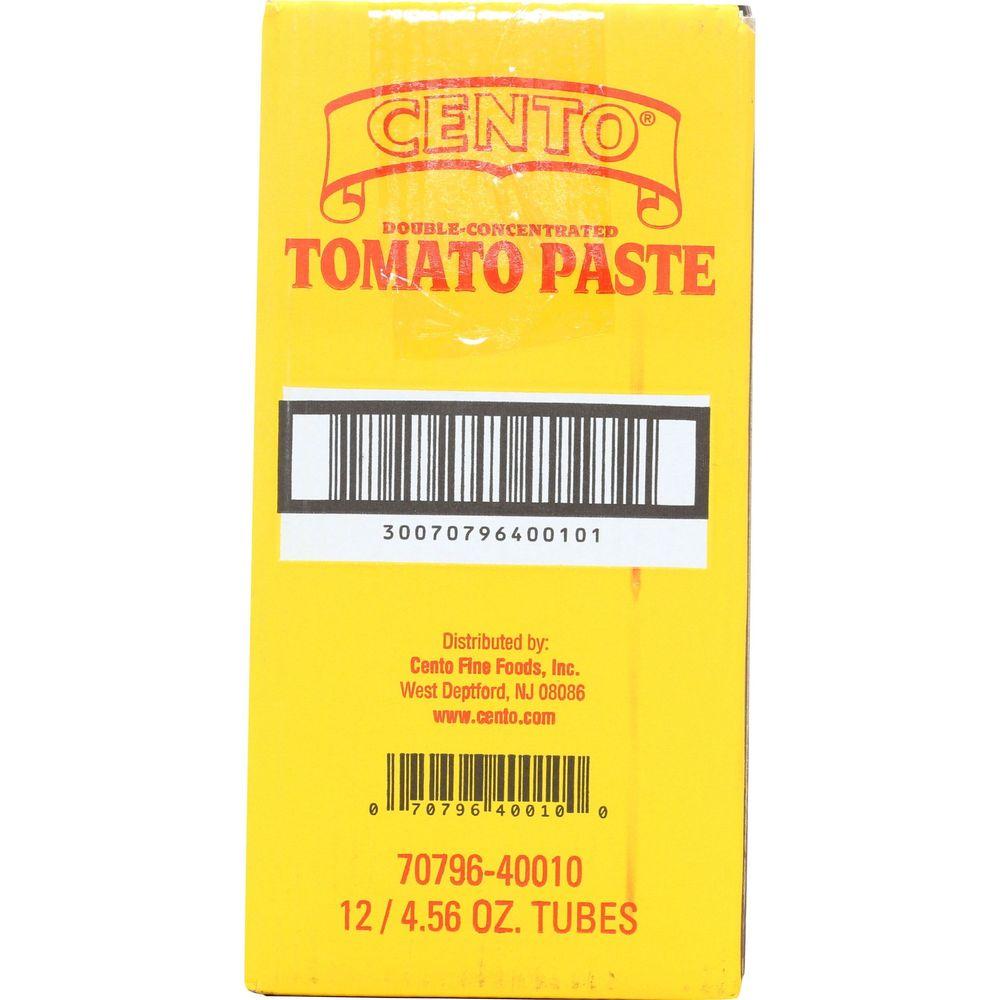 CENTO®
DOUBLE-CONCENTRATED
TOMATO PASTE
30070796400101
Distributed by:
Cento Fine Foods, Inc.
West Deptford, NJ 08086
www.cento.com
0 70796 40010 0
70796-40010
12 / 4.56 OZ. TUBES